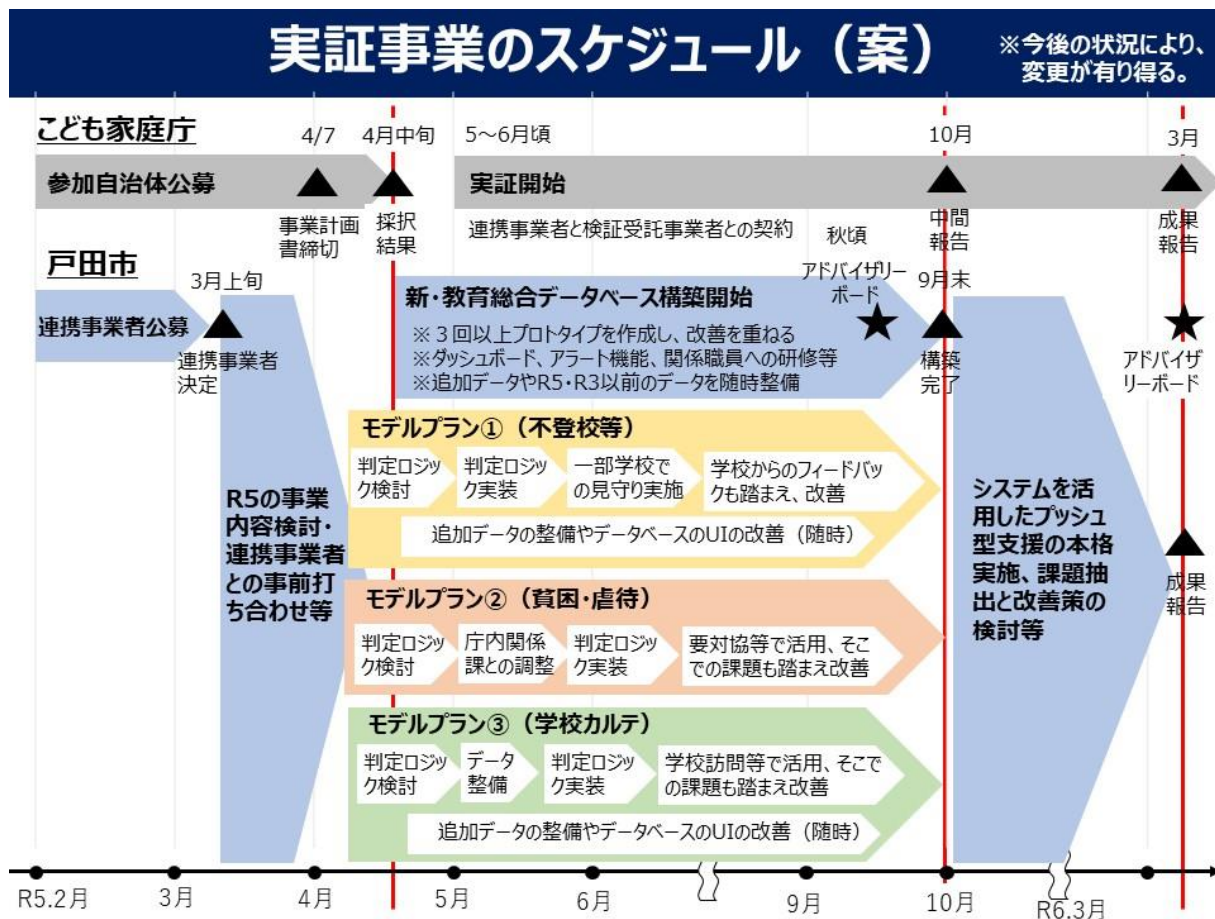 実証事業のスケジュール（案）
※今後の状況により、
変更が有り得る。
こども家庭庁
4/7
4月中旬
5～6月頃
10月
3月
参加自治体公募
実証開始
事業計画
書締切
採択
結果
連携事業者と検証受託事業者との契約
中間
報告
成果
報告
戸田市
3月上旬
秋頃
アドバイザリー
ボード
9月末
連携事業者公募
連携事業者
決定
新・教育総合データベース構築開始
※３回以上プロトタイプを作成し、改善を重ねる
※ダッシュボード、アラート機能、関係職員への研修等
※追加データやR5・R3以前のデータを随時整備
構築
完了
アドバイザ
リーボード
R5の事業
内容検討・
連携事業者
との事前打
ち合わせ等
モデルプラン①（不登校等）
判定ロジッ
ク検討
判定ロジッ
ク実装
一部学校で
の見守り実施
学校からのフィードバッ
クも踏まえ、改善
追加データの整備やデータベースのUIの改善（随時）
モデルプラン②（貧困・虐待）
判定ロジッ
ク検討
庁内関係
課との調整
判定ロジッ
ク実装
要対協等で活用、そこ
での課題も踏まえ改善
モデルプラン③（学校カルテ）
判定ロジッ
ク検討
データ
整備
判定ロジッ
ク実装
学校訪問等で活用、そこで
の課題も踏まえ改善
追加データの整備やデータベースのUIの改善（随時）
システムを活
用したプッシュ
型支援の本格
実施、課題抽
出と改善策の
検討等
成果
報告
R5.2月
3月
4月
5月
6月
9月
10月
R6.3月